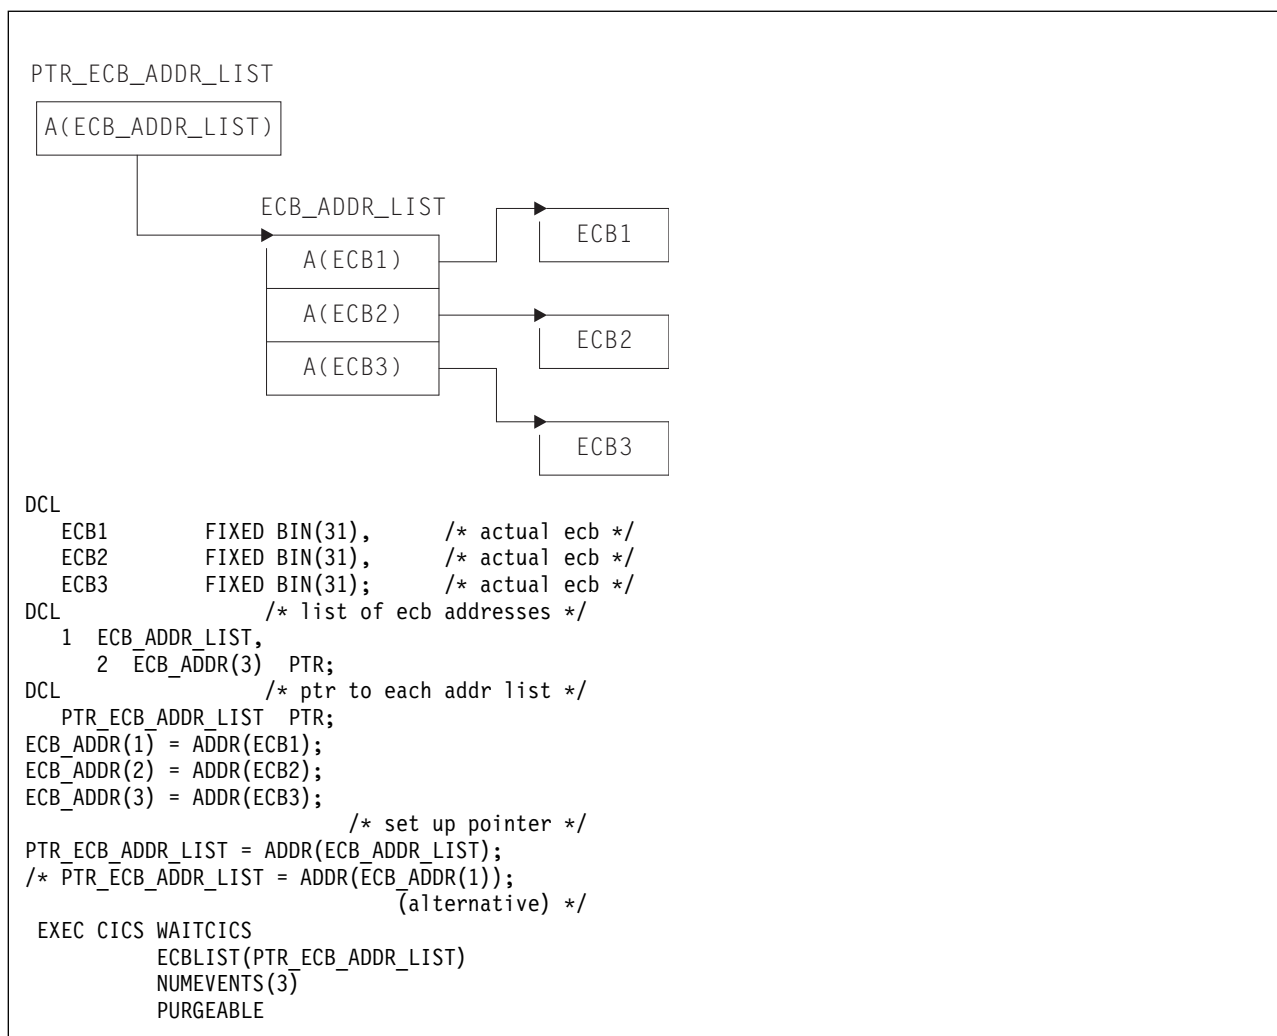 PTR_ECB_ADDR_LIST
A(ECB_ADDR_LIST)
ECB_ADDR_LIST
A(ECB1)
A(ECB2)
A(ECB3)
ECB1
ECB2
ECB3
DCL
   ECB1          FIXED BIN(31),       /* actual ecb */
   ECB2          FIXED BIN(31),       /* actual ecb */
   ECB3          FIXED BIN(31);       /* actual ecb */
DCL                  /* list of ecb addresses */
   1  ECB_ADDR_LIST,
      2  ECB_ADDR(3)  PTR;
DCL                  /* ptr to each addr list */
   PTR_ECB_ADDR_LIST  PTR;
ECB_ADDR(1) = ADDR(ECB1);
ECB_ADDR(2) = ADDR(ECB2);
ECB_ADDR(3) = ADDR(ECB3);
                          /* set up pointer */
PTR_ECB_ADDR_LIST = ADDR(ECB_ADDR_LIST);
/* PTR_ECB_ADDR_LIST = ADDR(ECB_ADDR(1));
                              (alternative) */
 EXEC CICS WAITCICS
           ECBLIST(PTR_ECB_ADDR_LIST)
           NUMEVENTS(3)
           PURGEABLE